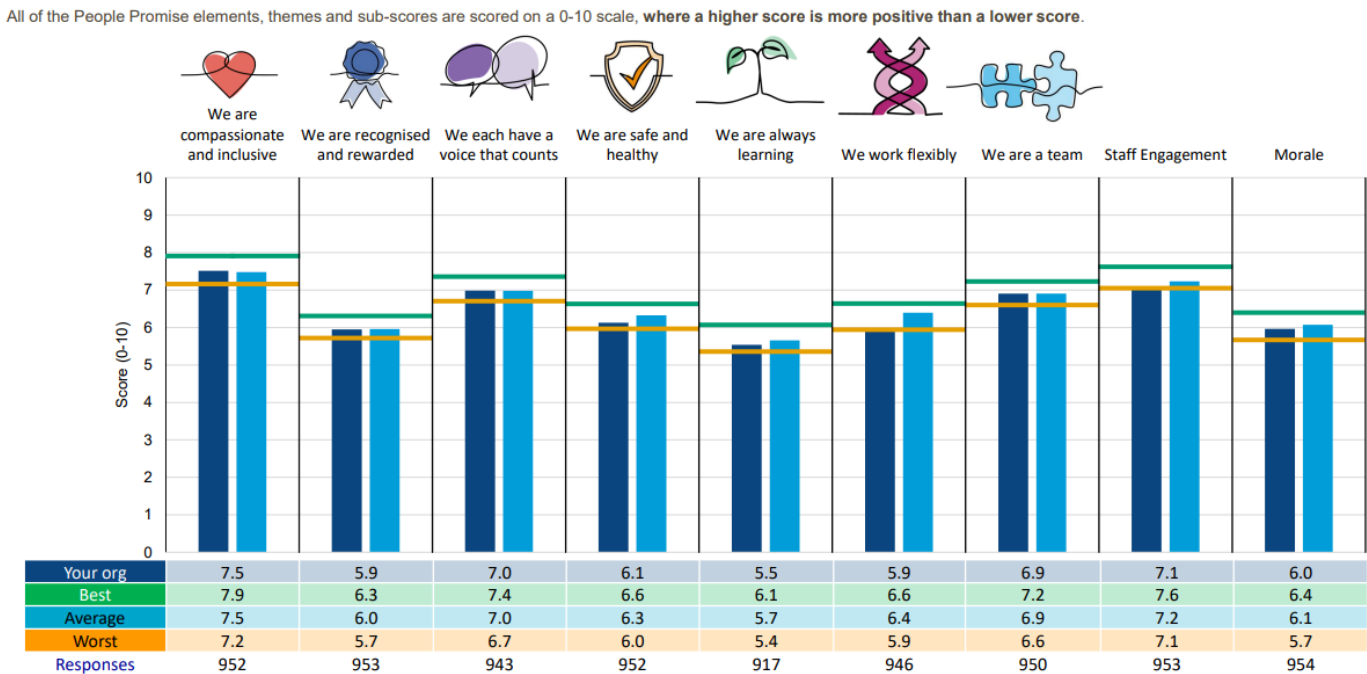 All of the People Promise elements, themes and sub-scores are scored on a 0-10 scale, where a higher score is more positive than a lower score.
We are
compassionate
and inclusive
We are recognised
and rewarded
We each have a
voice that counts
We are safe and
healthy
We are always
learning
We work flexibly
We are a team
Staff Engagement
Morale
Score (0-10)
10
9
8
7
6
5
4
3
2
1
0
Your org 7.5 5.9 7.0 6.1 5.5 5.9 6.9 7.1 6.0
Best 7.9 6.3 7.4 6.6 6.1 6.6 7.2 7.6 6.4
Average 7.5 6.0 7.0 6.3 5.7 6.4 6.9 7.2 6.1
Worst 7.2 5.7 6.7 6.0 5.4 5.9 6.6 7.1 5.7
Responses 952 953 943 952 917 946 950 953 954